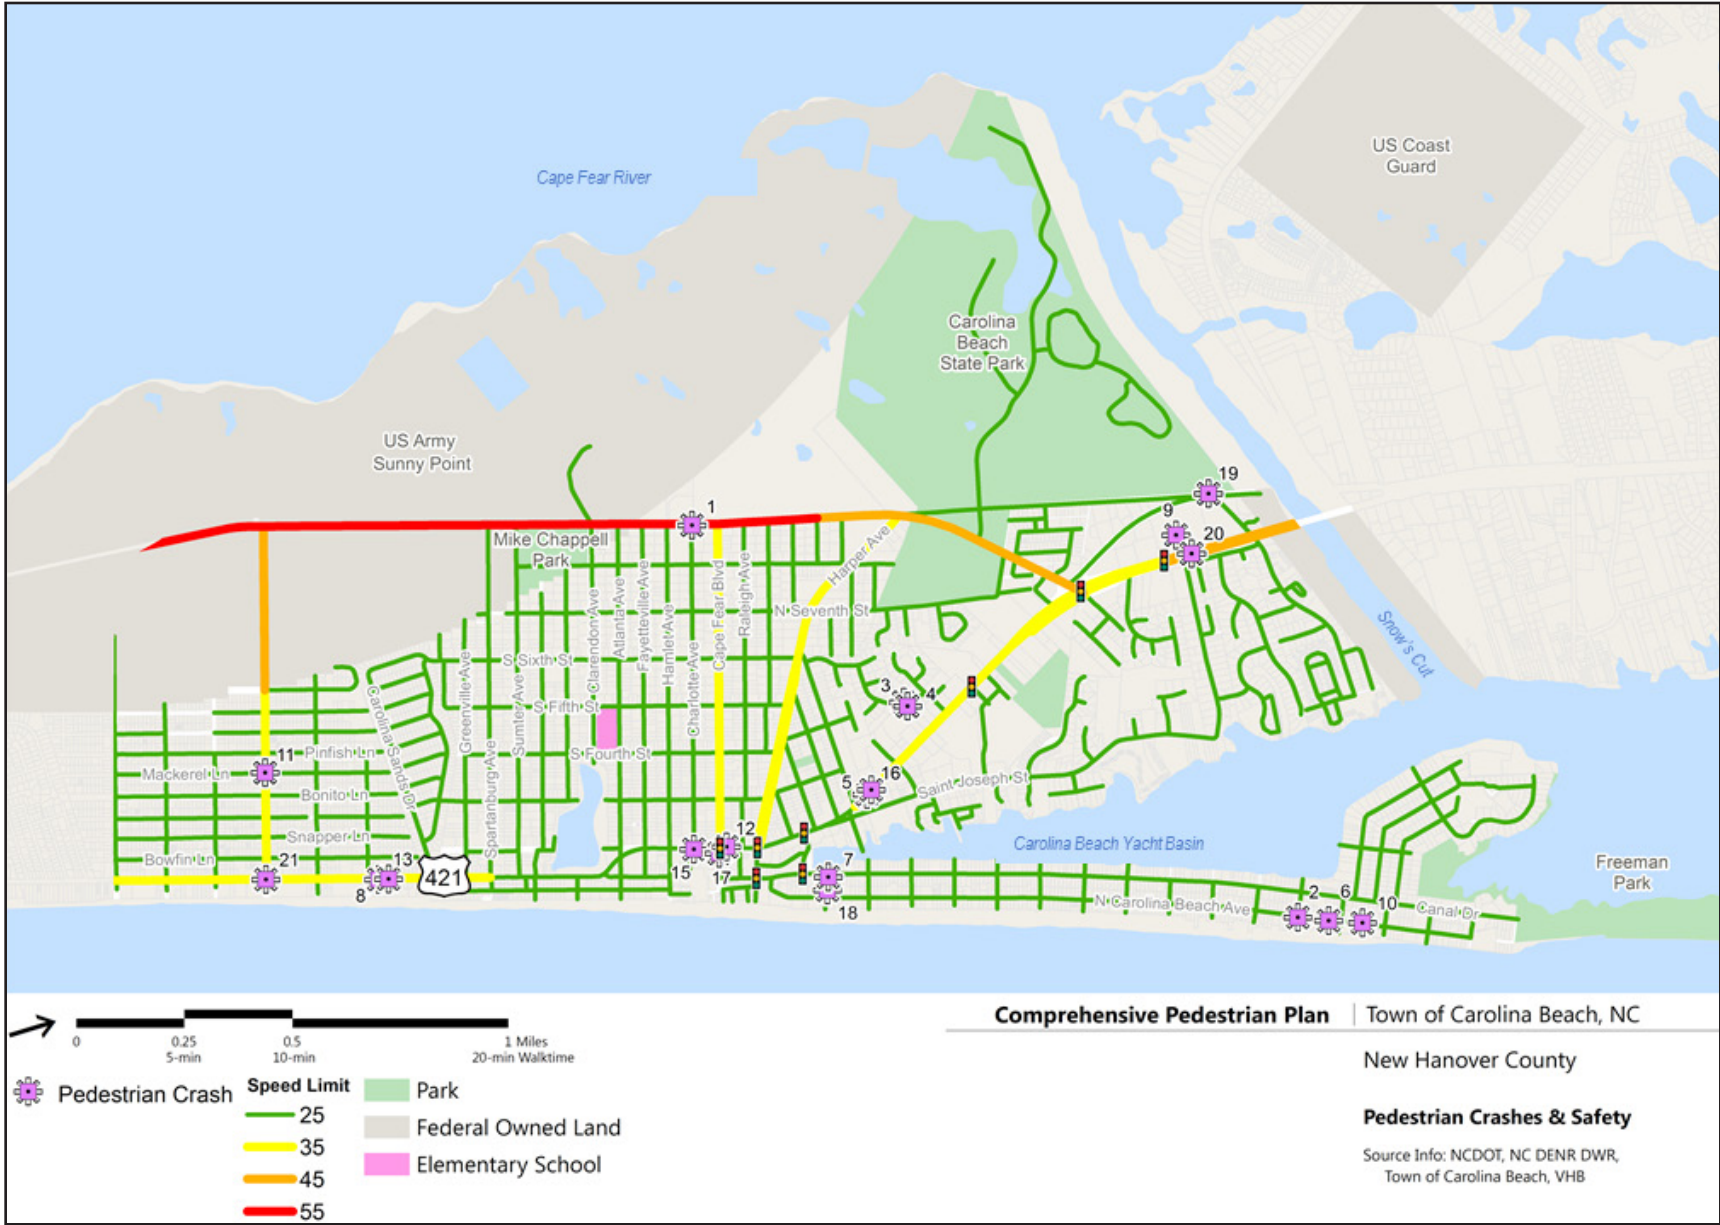 Cape Fear River
US Coast
Guard
Carolina
Beach
State Park
US Army
Sunny Point
19
1
9
20
Mike Chappell
Park
Harper Ave
Clarendon Ave
Atlanta Ave
Fayetteville Ave
Hamlet Ave
Cape Fear Blvd
Raleigh Ave
N Seventh St
Snow's Cut
S Sixth St
Greenville Ave
Sumter Ave
Charlotte Ave
3
4
Carolina Sands Dr
S Fifth St
11
Pinfish Ln
S Fourth St
Mackerel Ln
Spartanburg Ave
5
16
Saint Joseph St
Bonito Ln
Snapper Ln
12
Carolina Beach Yacht Basin
Bowfin Ln
21
13
421
15
17
7
Freeman
Park
8
18
N Carolina Beach Ave
2
6
10
Canal Dr
Comprehensive Pedestrian Plan
Town of Carolina Beach, NC
0
0.25
0.5
1 Miles
5-min
10-min
20-min Walktime
New Hanover County
Pedestrian Crash
Speed Limit
25
35
45
55
Park
Federal Owned Land
Elementary School
Pedestrian Crashes & Safety
Source Info: NCDOT, NC DENR DWR,
Town of Carolina Beach, VHB